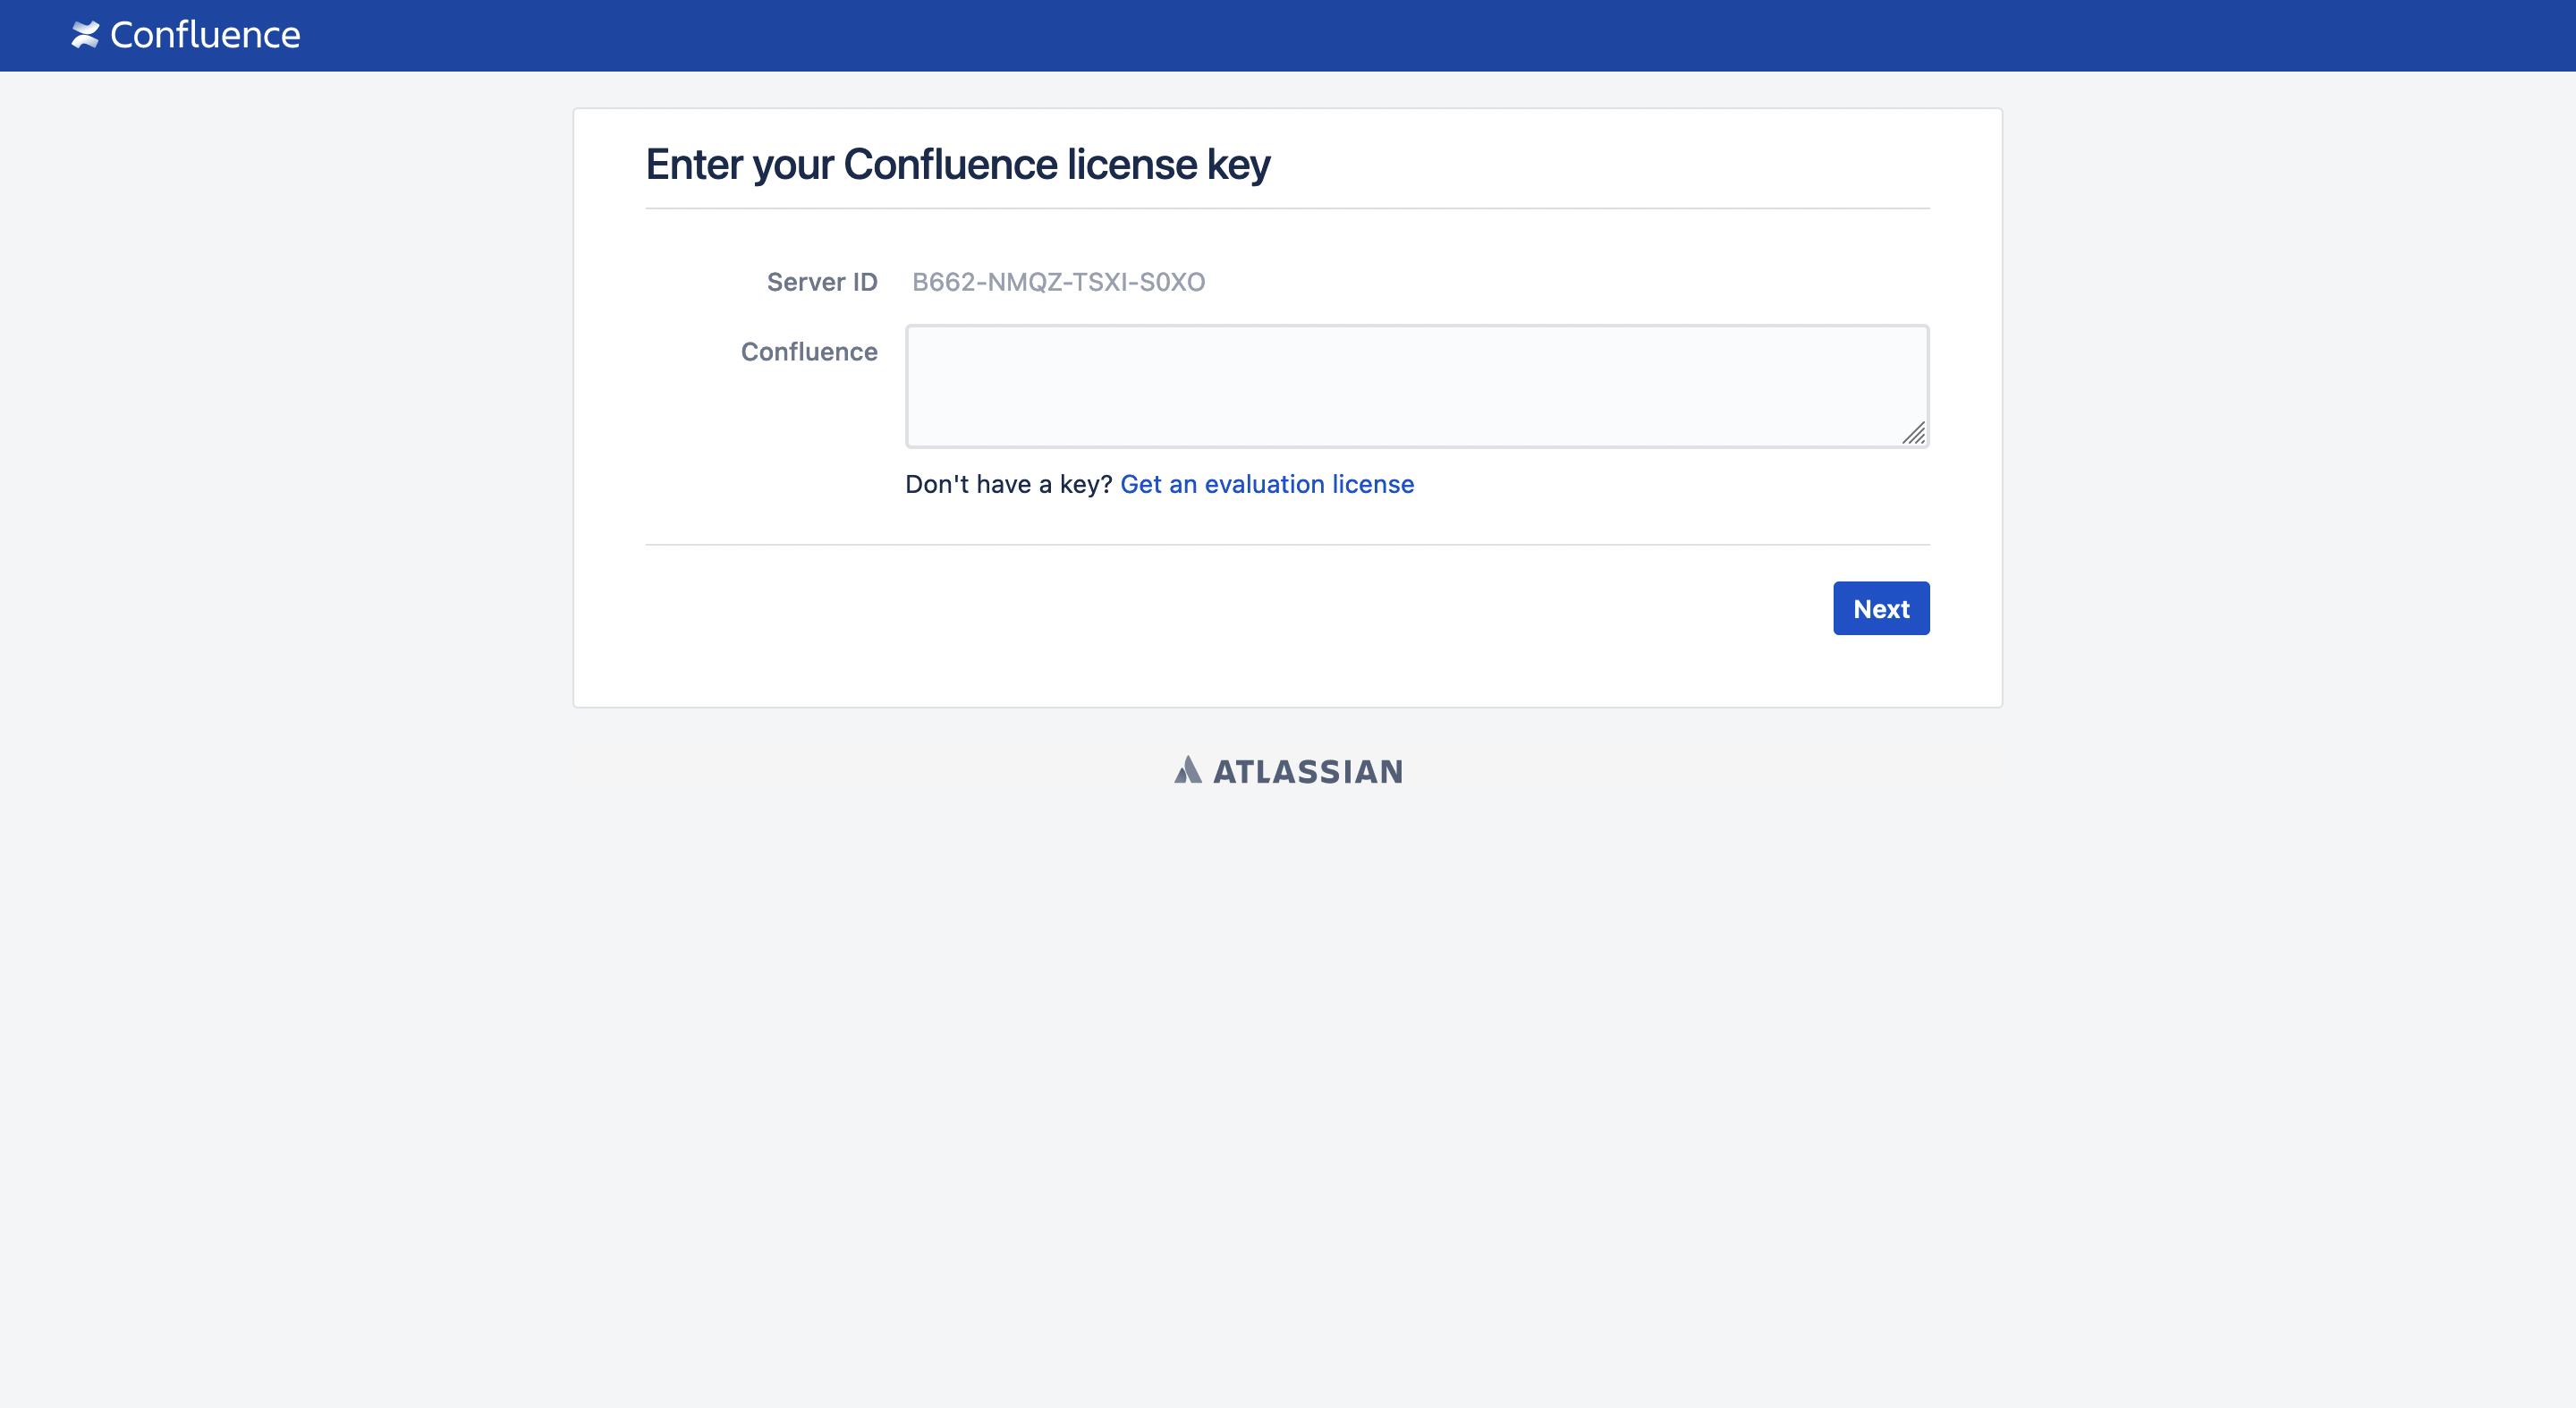 Confluence
Enter your Confluence license key
Server ID B662-NMQZ-TSXI-S0XO
Confluence
Don't have a key? Get an evaluation license
Next
ATLASSIAN